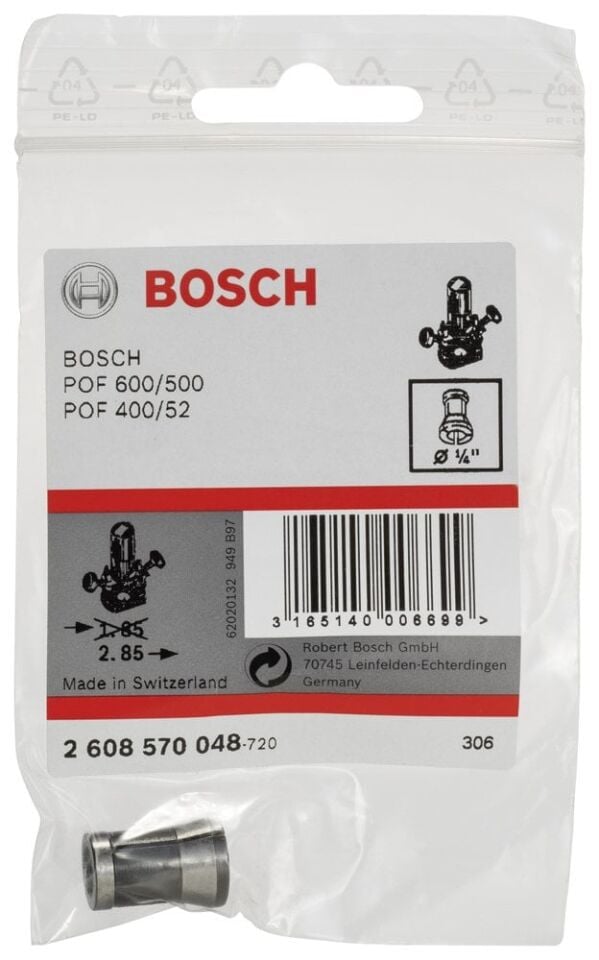 04 04 04 04
PE-LD PE-LD PE-LD PE-LD
BOSCH
BOSCH
POF 600/500
POF 400/52
Ø 1/4"
62020132 949 B97
1.85
2.85
Made in Switzerland
3 165140 006699 >
Robert Bosch GmbH
70745 Leinfelden-Echterdingen
Germany
2 608 570 048-720
306